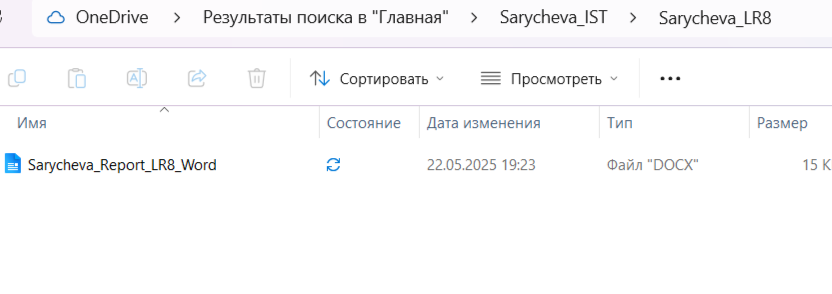 OneDrive > Результаты поиска в "Главная" > Sarycheva_IST > Sarycheva_LR8
Сортировать Просмотреть •••
Имя Состояние Дата изменения Тип Размер
Sarycheva_Report_LR8_Word 22.05.2025 19:23 Файл "DOCX" 15